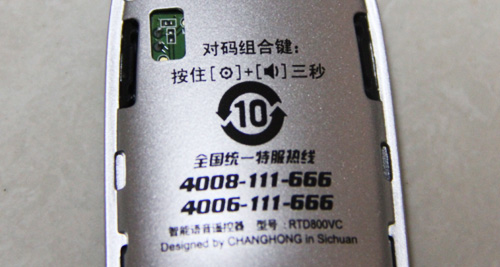 对码组合键:
按住[⚙]+[🔊]三秒
10
全国统一特服热线
4008-111-666
4006-111-666
智能语音遥控器 型号: RTD800VC
Designed by CHANGHONG in Sichuan